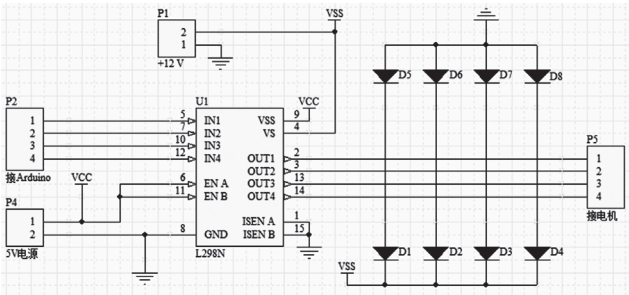 P1
2
1
+12 V
VSS
P2
1
2
3
4
接Arduino
VCC
P4
1
2
5V电源
U1
5
7
10
12
6
11
8
IN1
IN2
IN3
IN4
EN A
EN B
GND
VSS
VS
OUT1
OUT2
OUT3
OUT4
ISEN A
ISEN B
L298N
9
4
2
3
13
14
1
15
VCC
D5
D6
D7
D8
D1
D2
D3
D4
VSS
P5
1
2
3
4
接电机